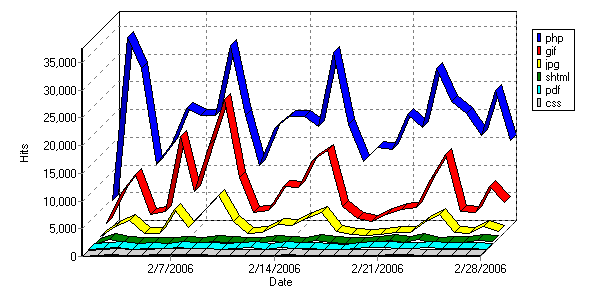 php
gif
jpg
shtml
pdf
css
35,000
30,000
25,000
20,000
15,000
10,000
5,000
0
Hits
2/7/2006
2/14/2006
2/21/2006
2/28/2006
Date